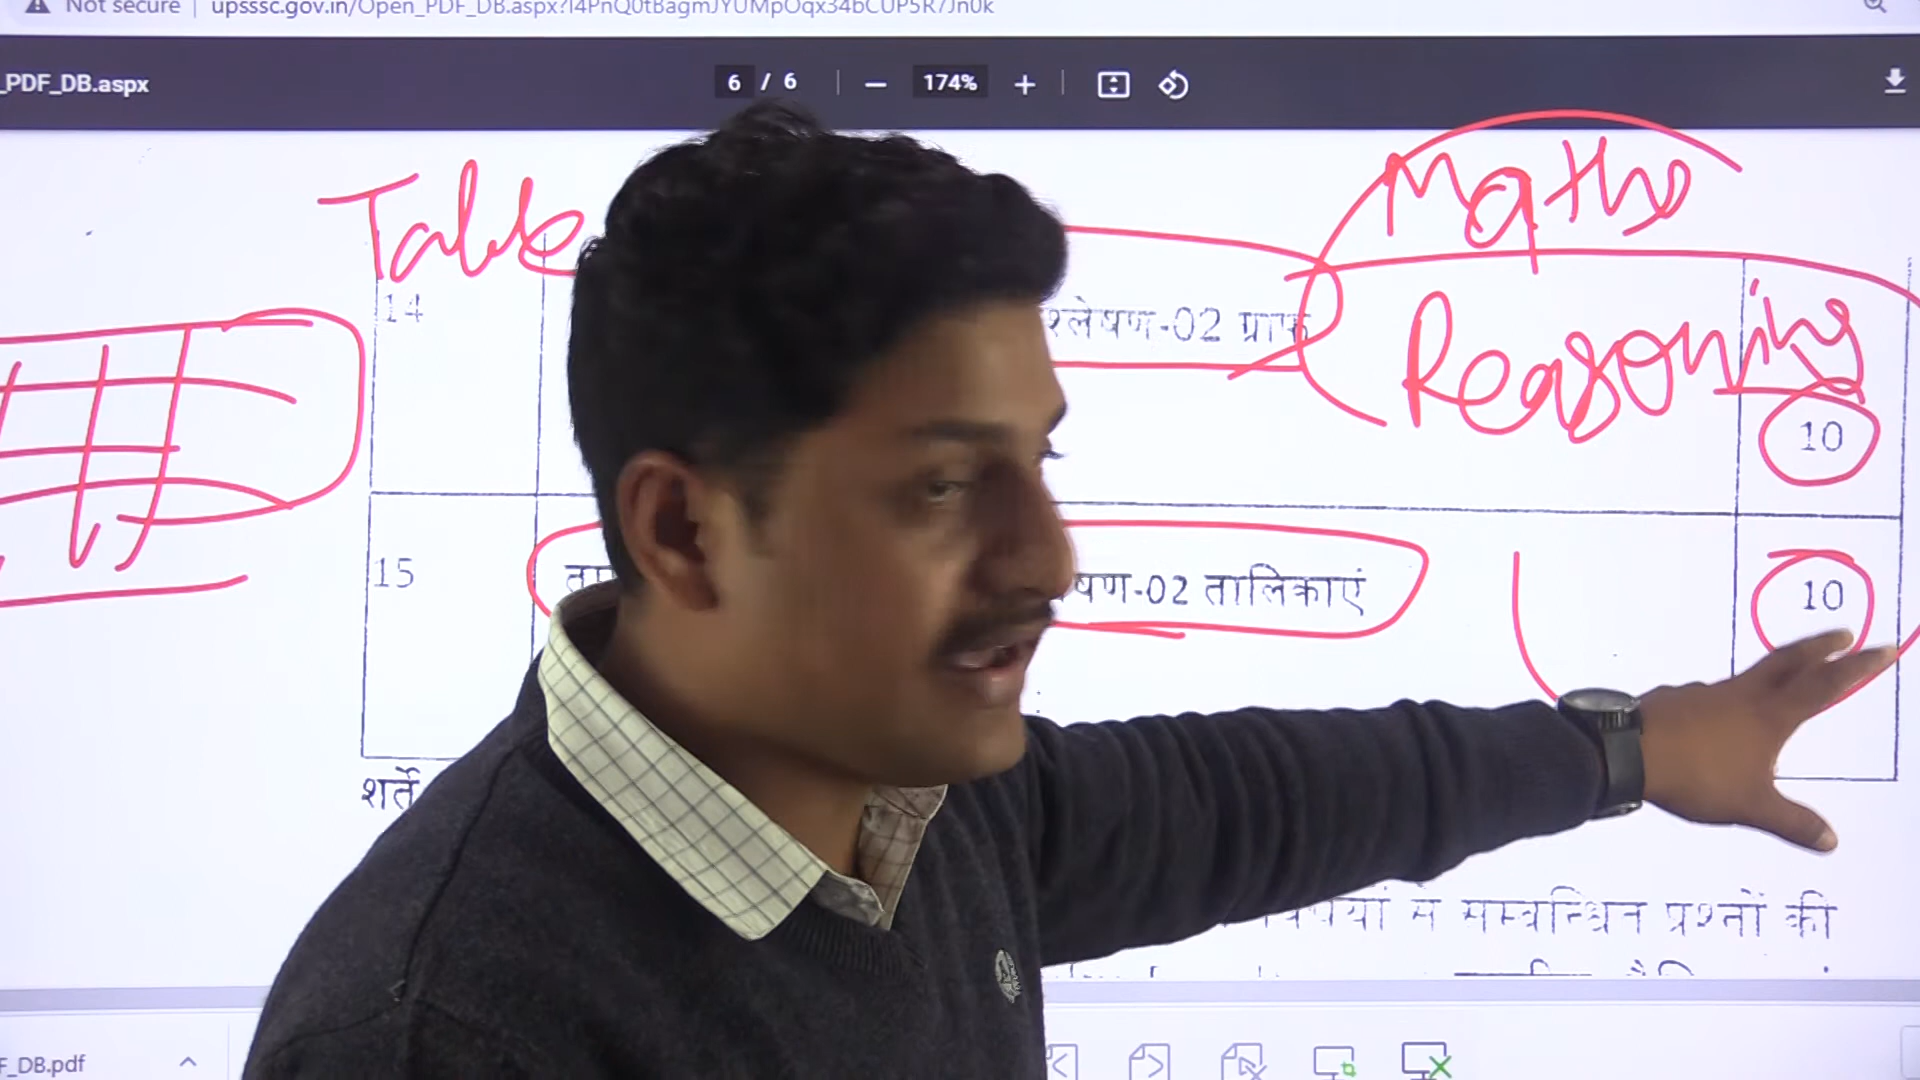 Not secure | upsssc.gov.in/Open_PDF_DB.aspx?I4PnQ0tBagmJYUMpOqx34bCUP5R7Jn0k
_PDF_DB.aspx
6 / 6
174%
Maths
Table
14
श्लेषण-02 ग्राफ
Reasoning
10
15
षण-02 तालिकाएं
10
शर्तें
सम्बन्धित प्रश्नों की
F_DB.pdf